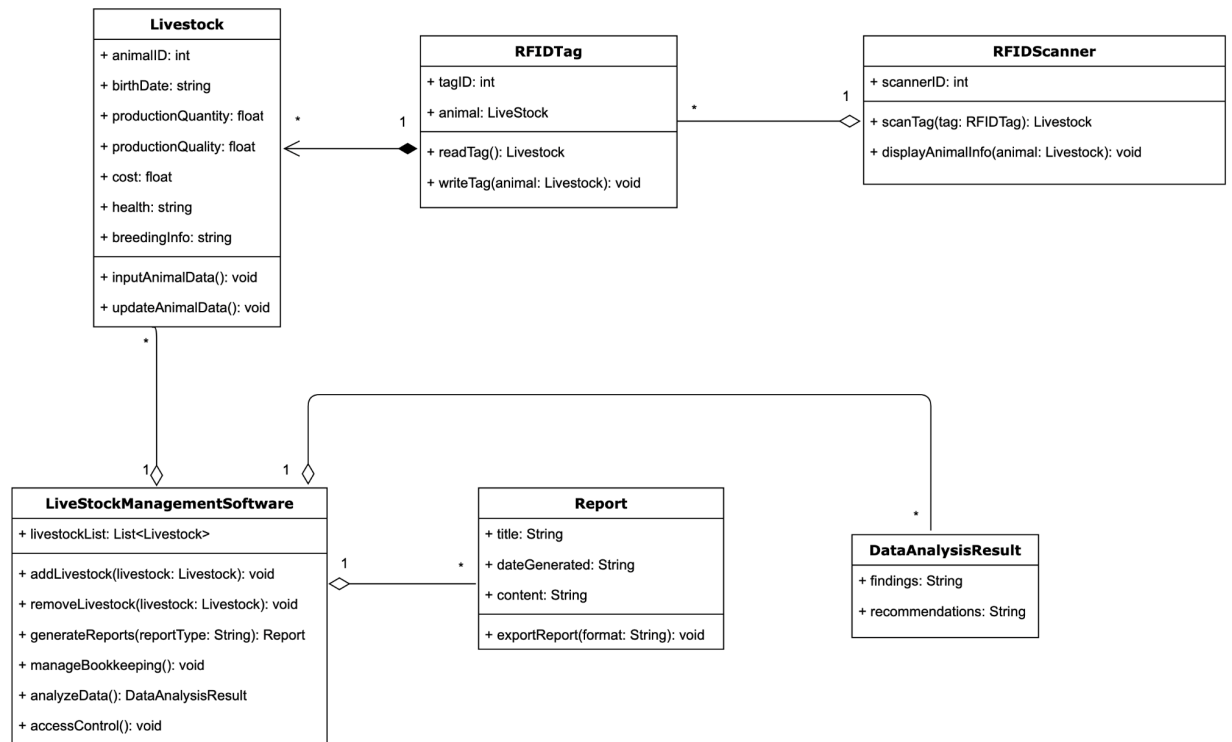 Livestock
+ animalID: int
+ birthDate: string
+ productionQuantity: float
+ productionQuality: float
+ cost: float
+ health: string
+ breedingInfo: string
+ inputAnimalData(): void
+ updateAnimalData(): void
*
1
RFIDTag
+ tagID: int
+ animal: LiveStock
+ readTag(): Livestock
+ writeTag(animal: Livestock): void
*
1
RFIDScanner
+ scannerID: int
+ scanTag(tag: RFIDTag): Livestock
+ displayAnimalInfo(animal: Livestock): void
*
1
1
*
LiveStockManagementSoftware
+ livestockList: List<Livestock>
+ addLivestock(livestock: Livestock): void
+ removeLivestock(livestock: Livestock): void
+ generateReports(reportType: String): Report
+ manageBookkeeping(): void
+ analyzeData(): DataAnalysisResult
+ accessControl(): void
1
*
Report
+ title: String
+ dateGenerated: String
+ content: String
+ exportReport(format: String): void
DataAnalysisResult
+ findings: String
+ recommendations: String